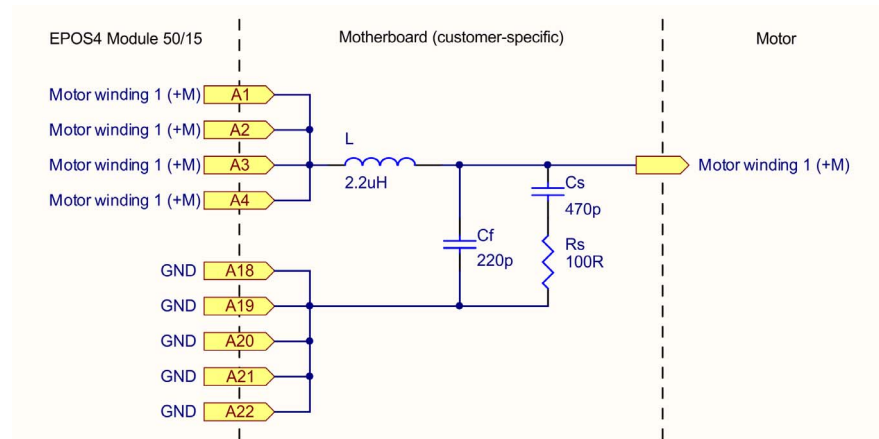 EPOS4 Module 50/15
Motherboard (customer-specific)
Motor
Motor winding 1 (+M) A1
Motor winding 1 (+M) A2
Motor winding 1 (+M) A3
Motor winding 1 (+M) A4
L
2.2uH
Motor winding 1 (+M)
Cs
470p
Cf
220p
Rs
100R
GND A18
GND A19
GND A20
GND A21
GND A22